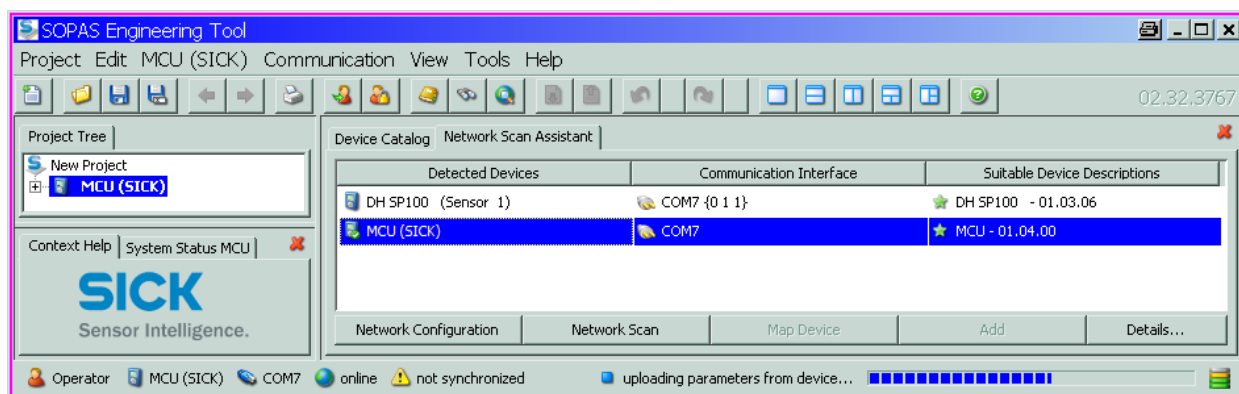 SOPAS Engineering Tool
Project Edit MCU (SICK) Communication View Tools Help
02.32.3767
Project Tree
New Project
MCU (SICK)
Device Catalog Network Scan Assistant
Detected Devices Communication Interface Suitable Device Descriptions
DH SP100 (Sensor 1) COM7 {0 1 1} DH SP100 - 01.03.06
MCU (SICK) COM7 MCU - 01.04.00
Context Help System Status MCU
SICK
Sensor Intelligence.
Network Configuration Network Scan Map Device Add Details...
Operator MCU (SICK) COM7 online not synchronized uploading parameters from device...